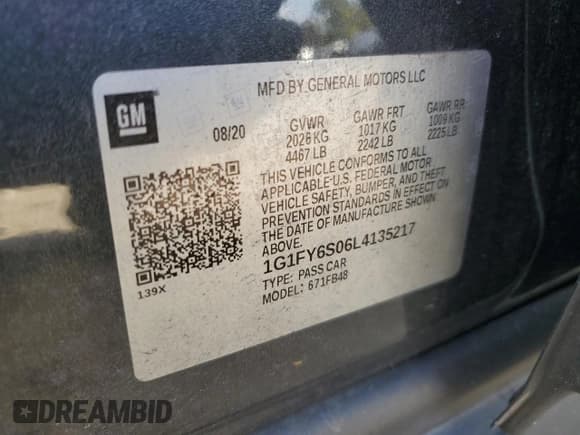 MFD BY GENERAL MOTORS LLC
GM
08/20
GVWR GAWR FRT GAWR RR
2026 KG 1017 KG 1009 KG
4467 LB 2242 LB 2225 LB
THIS VEHICLE CONFORMS TO ALL
APPLICABLE U.S. FEDERAL MOTOR
VEHICLE SAFETY, BUMPER, AND THEFT
PREVENTION STANDARDS IN EFFECT ON
THE DATE OF MANUFACTURE SHOWN
ABOVE.
1G1FY6S06L4135217
TYPE: PASS CAR
MODEL: 671FB48
139X
DREAMBID